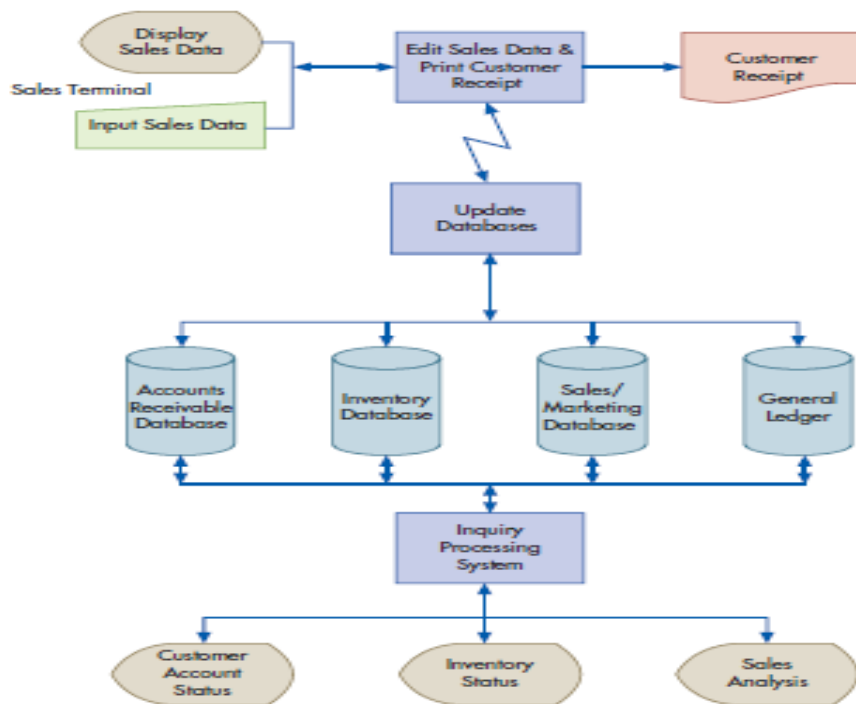 Display
Sales Data
Edit Sales Data &
Print Customer
Receipt
Customer
Receipt
Sales Terminal
Input Sales Data
Update
Databases
Accounts
Receivable
Database
Inventory
Database
Sales/
Marketing
Database
General
Ledger
Inquiry
Processing
System
Customer
Account
Status
Inventory
Status
Sales
Analysis